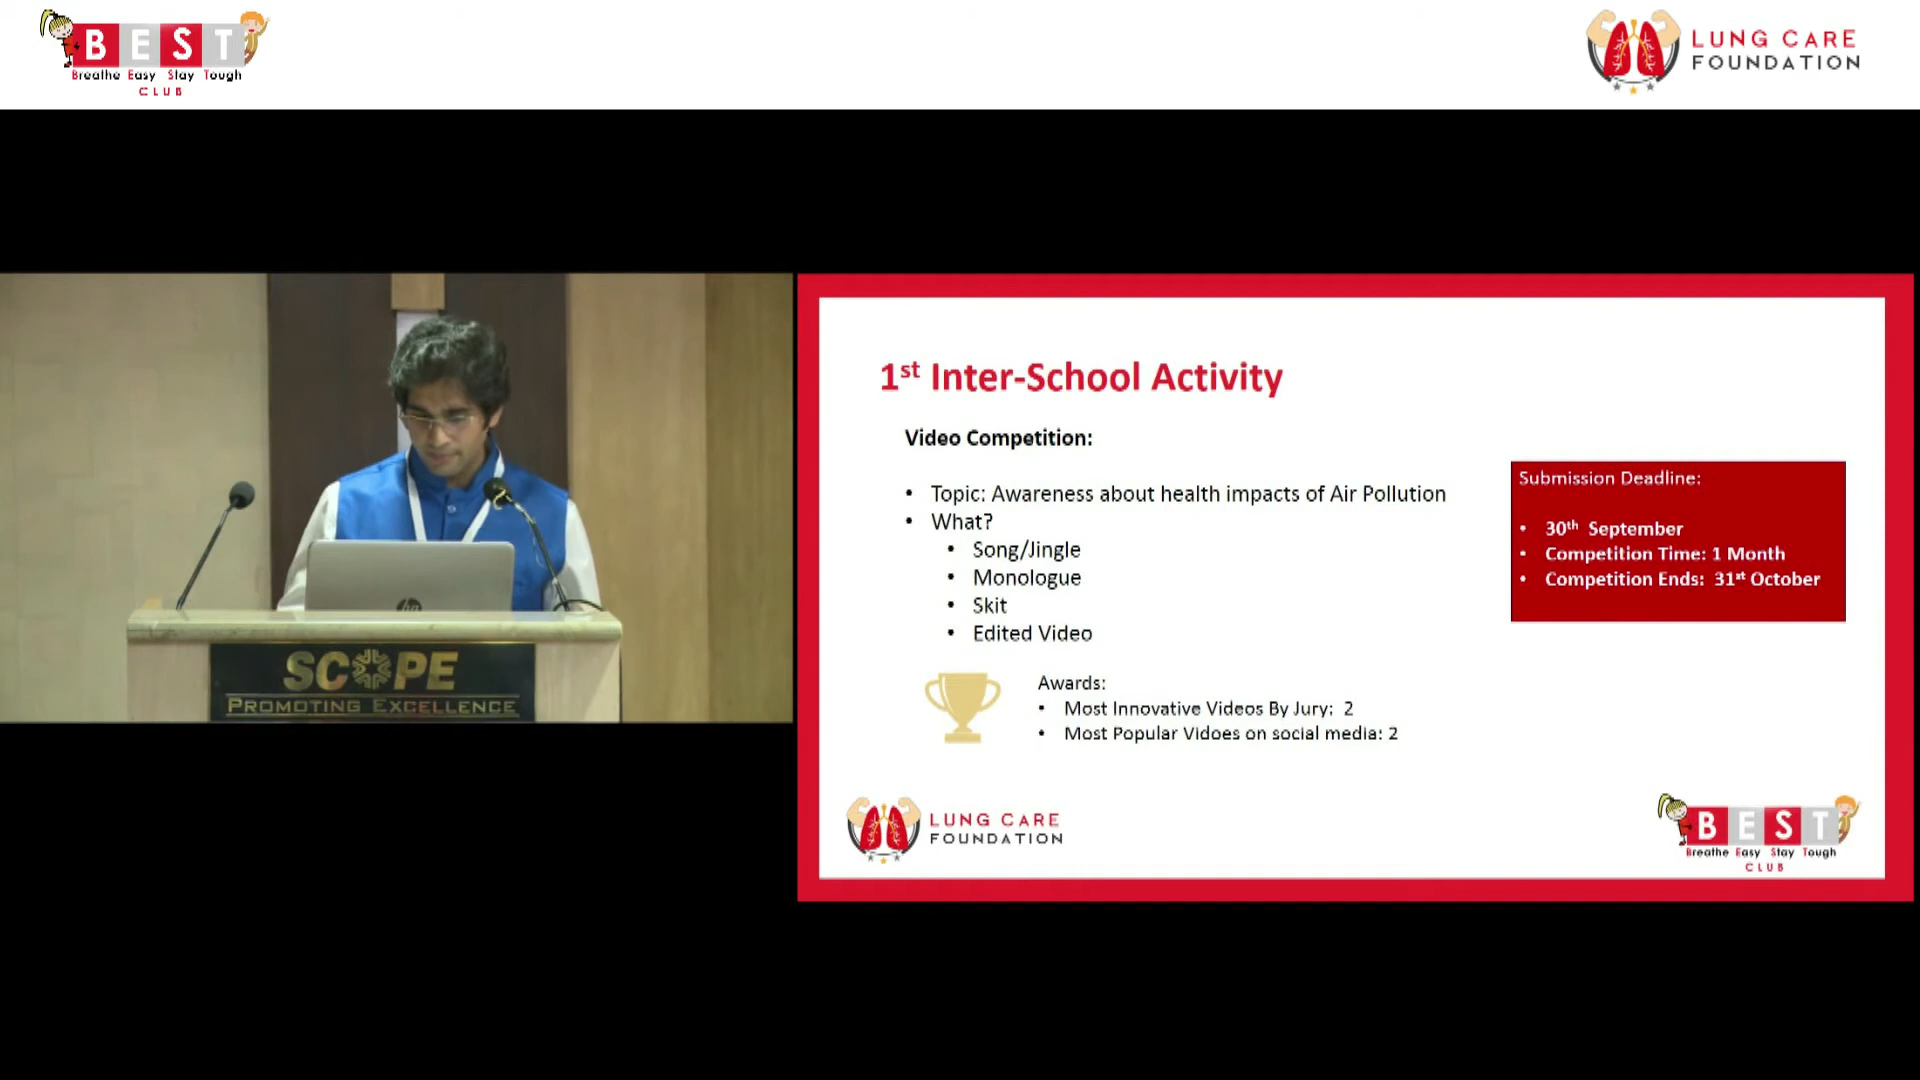 BEST
Breathe Easy Stay Tough
CLUB
LUNG CARE
FOUNDATION
SCOPE
PROMOTING EXCELLENCE
hp
1st Inter-School Activity
Video Competition:
• Topic: Awareness about health impacts of Air Pollution
• What?
• Song/Jingle
• Monologue
• Skit
• Edited Video
Awards:
• Most Innovative Videos By Jury: 2
• Most Popular Vidoes on social media: 2
Submission Deadline:
• 30th September
• Competition Time: 1 Month
• Competition Ends: 31st October
LUNG CARE
FOUNDATION
BEST
Breathe Easy Stay Tough
CLUB